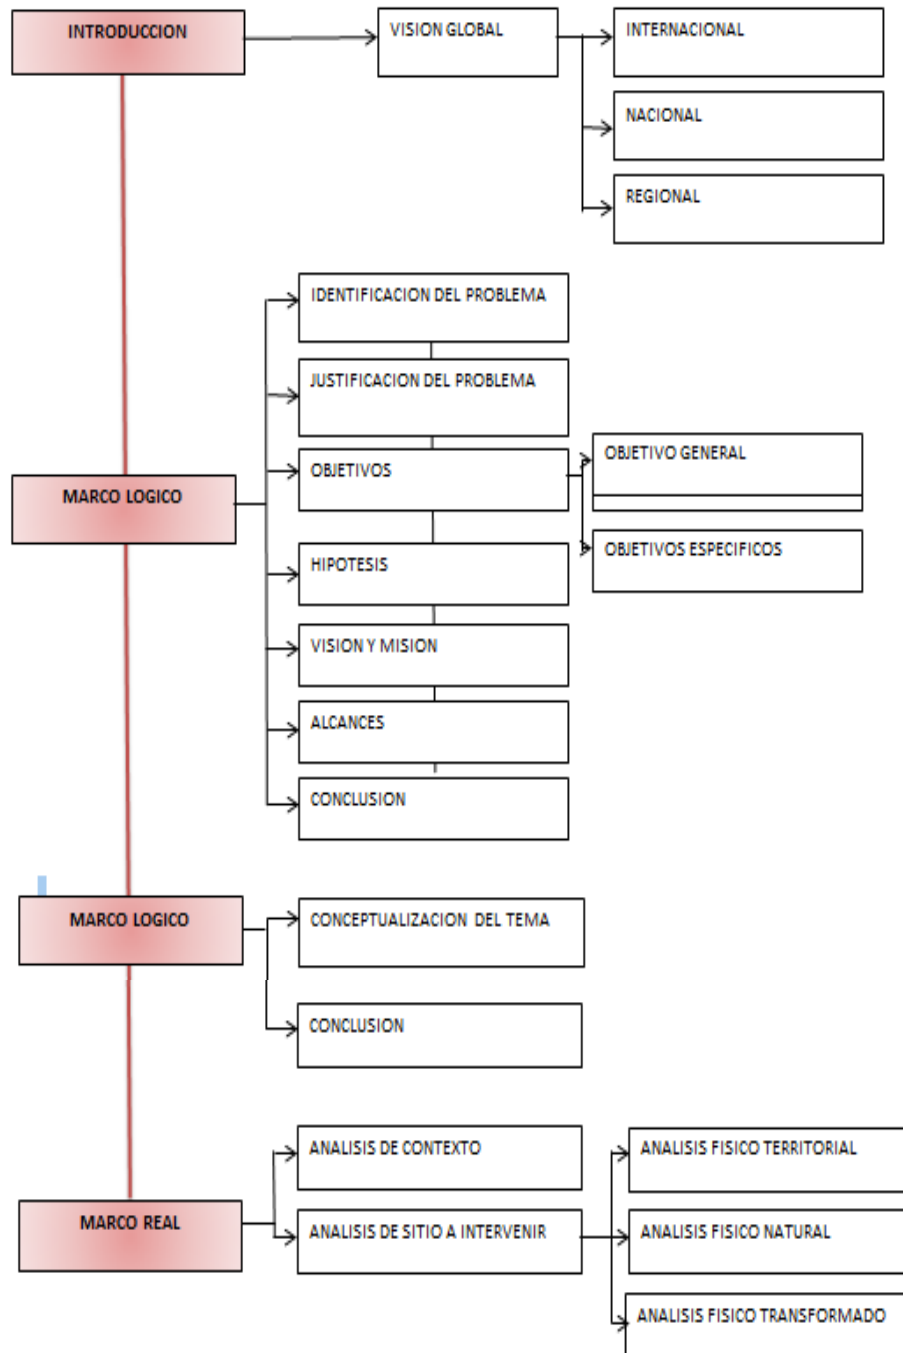 INTRODUCCION
VISION GLOBAL
INTERNACIONAL
NACIONAL
REGIONAL
IDENTIFICACION DEL PROBLEMA
JUSTIFICACION DEL PROBLEMA
OBJETIVOS
OBJETIVO GENERAL
OBJETIVOS ESPECIFICOS
MARCO LOGICO
HIPOTESIS
VISION Y MISION
ALCANCES
CONCLUSION
MARCO LOGICO
CONCEPTUALIZACION DEL TEMA
CONCLUSION
MARCO REAL
ANALISIS DE CONTEXTO
ANALISIS DE SITIO A INTERVENIR
ANALISIS FISICO TERRITORIAL
ANALISIS FISICO NATURAL
ANALISIS FISICO TRANSFORMADO